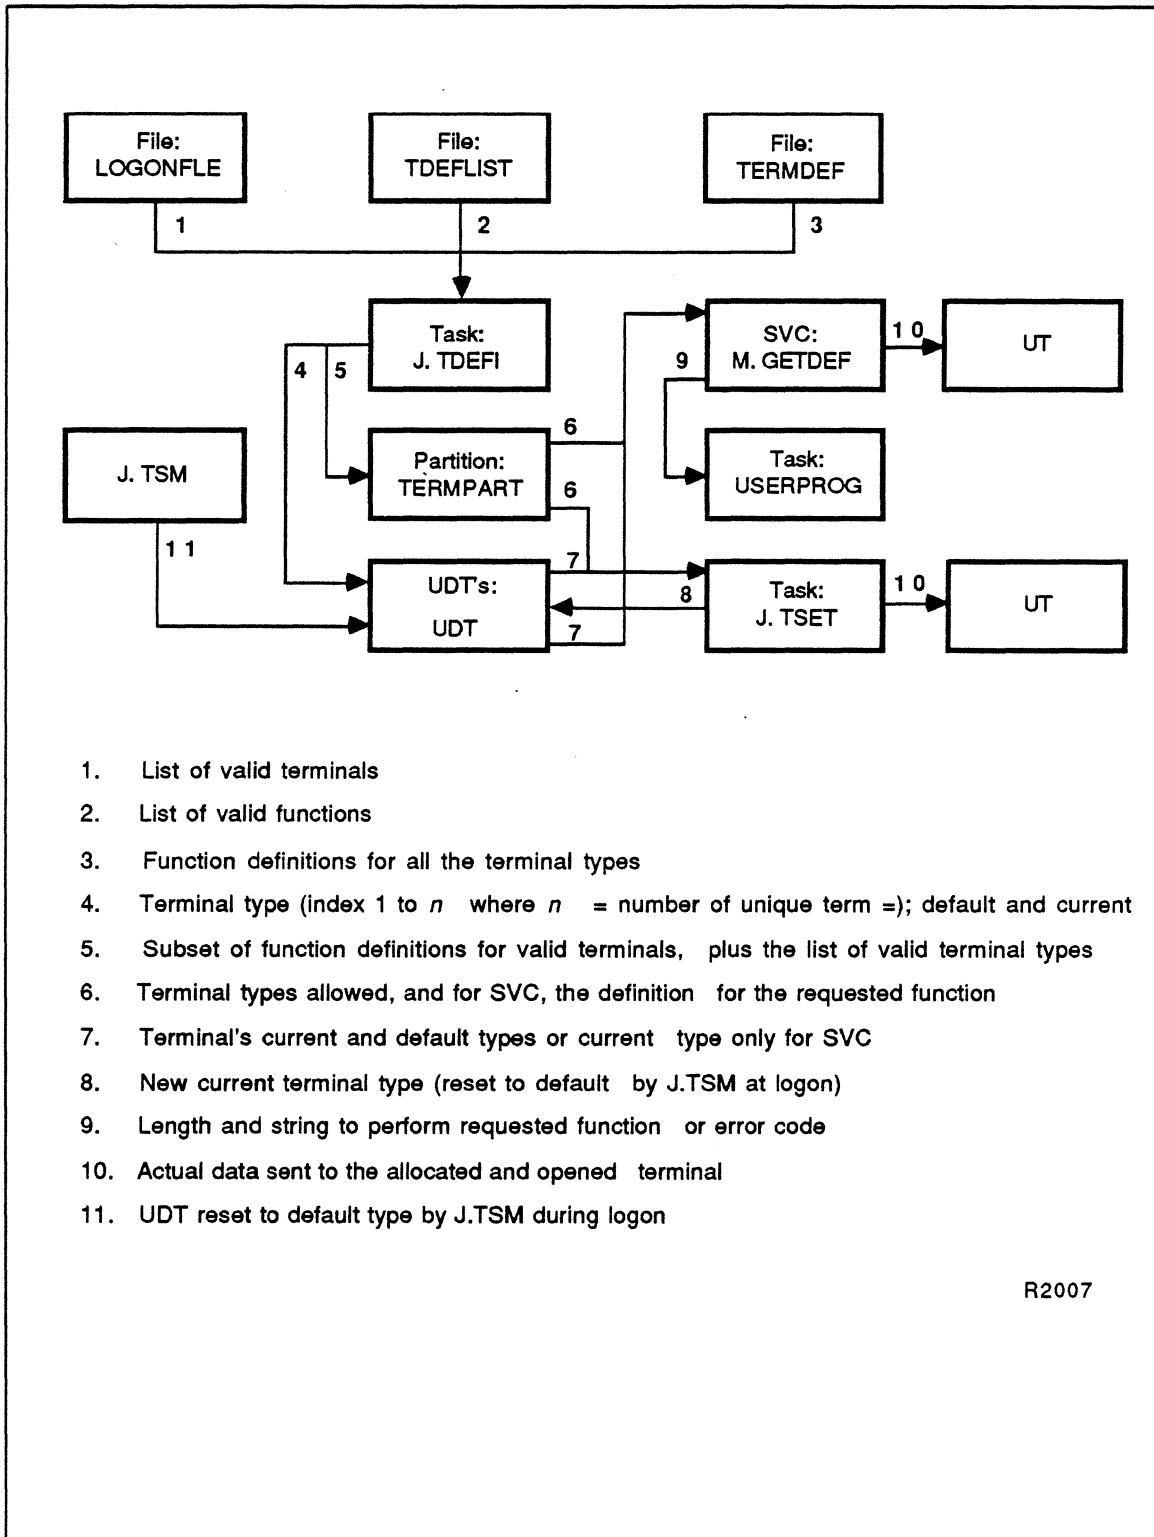 File:
LOGONFLE
File:
TDEFLIST
File:
TERMDEF
1
2
3
Task:
J. TDEFI
SVC:
M. GETDEF
10
UT
4
5
9
6
J. TSM
Partition:
TERMPART
Task:
USERPROG
6
11
7
UDT's:
UDT
8
7
Task:
J. TSET
10
UT
1. List of valid terminals
2. List of valid functions
3. Function definitions for all the terminal types
4. Terminal type (index 1 to n where n = number of unique term =); default and current
5. Subset of function definitions for valid terminals, plus the list of valid terminal types
6. Terminal types allowed, and for SVC, the definition for the requested function
7. Terminal's current and default types or current type only for SVC
8. New current terminal type (reset to default by J.TSM at logon)
9. Length and string to perform requested function or error code
10. Actual data sent to the allocated and opened terminal
11. UDT reset to default type by J.TSM during logon
R2007